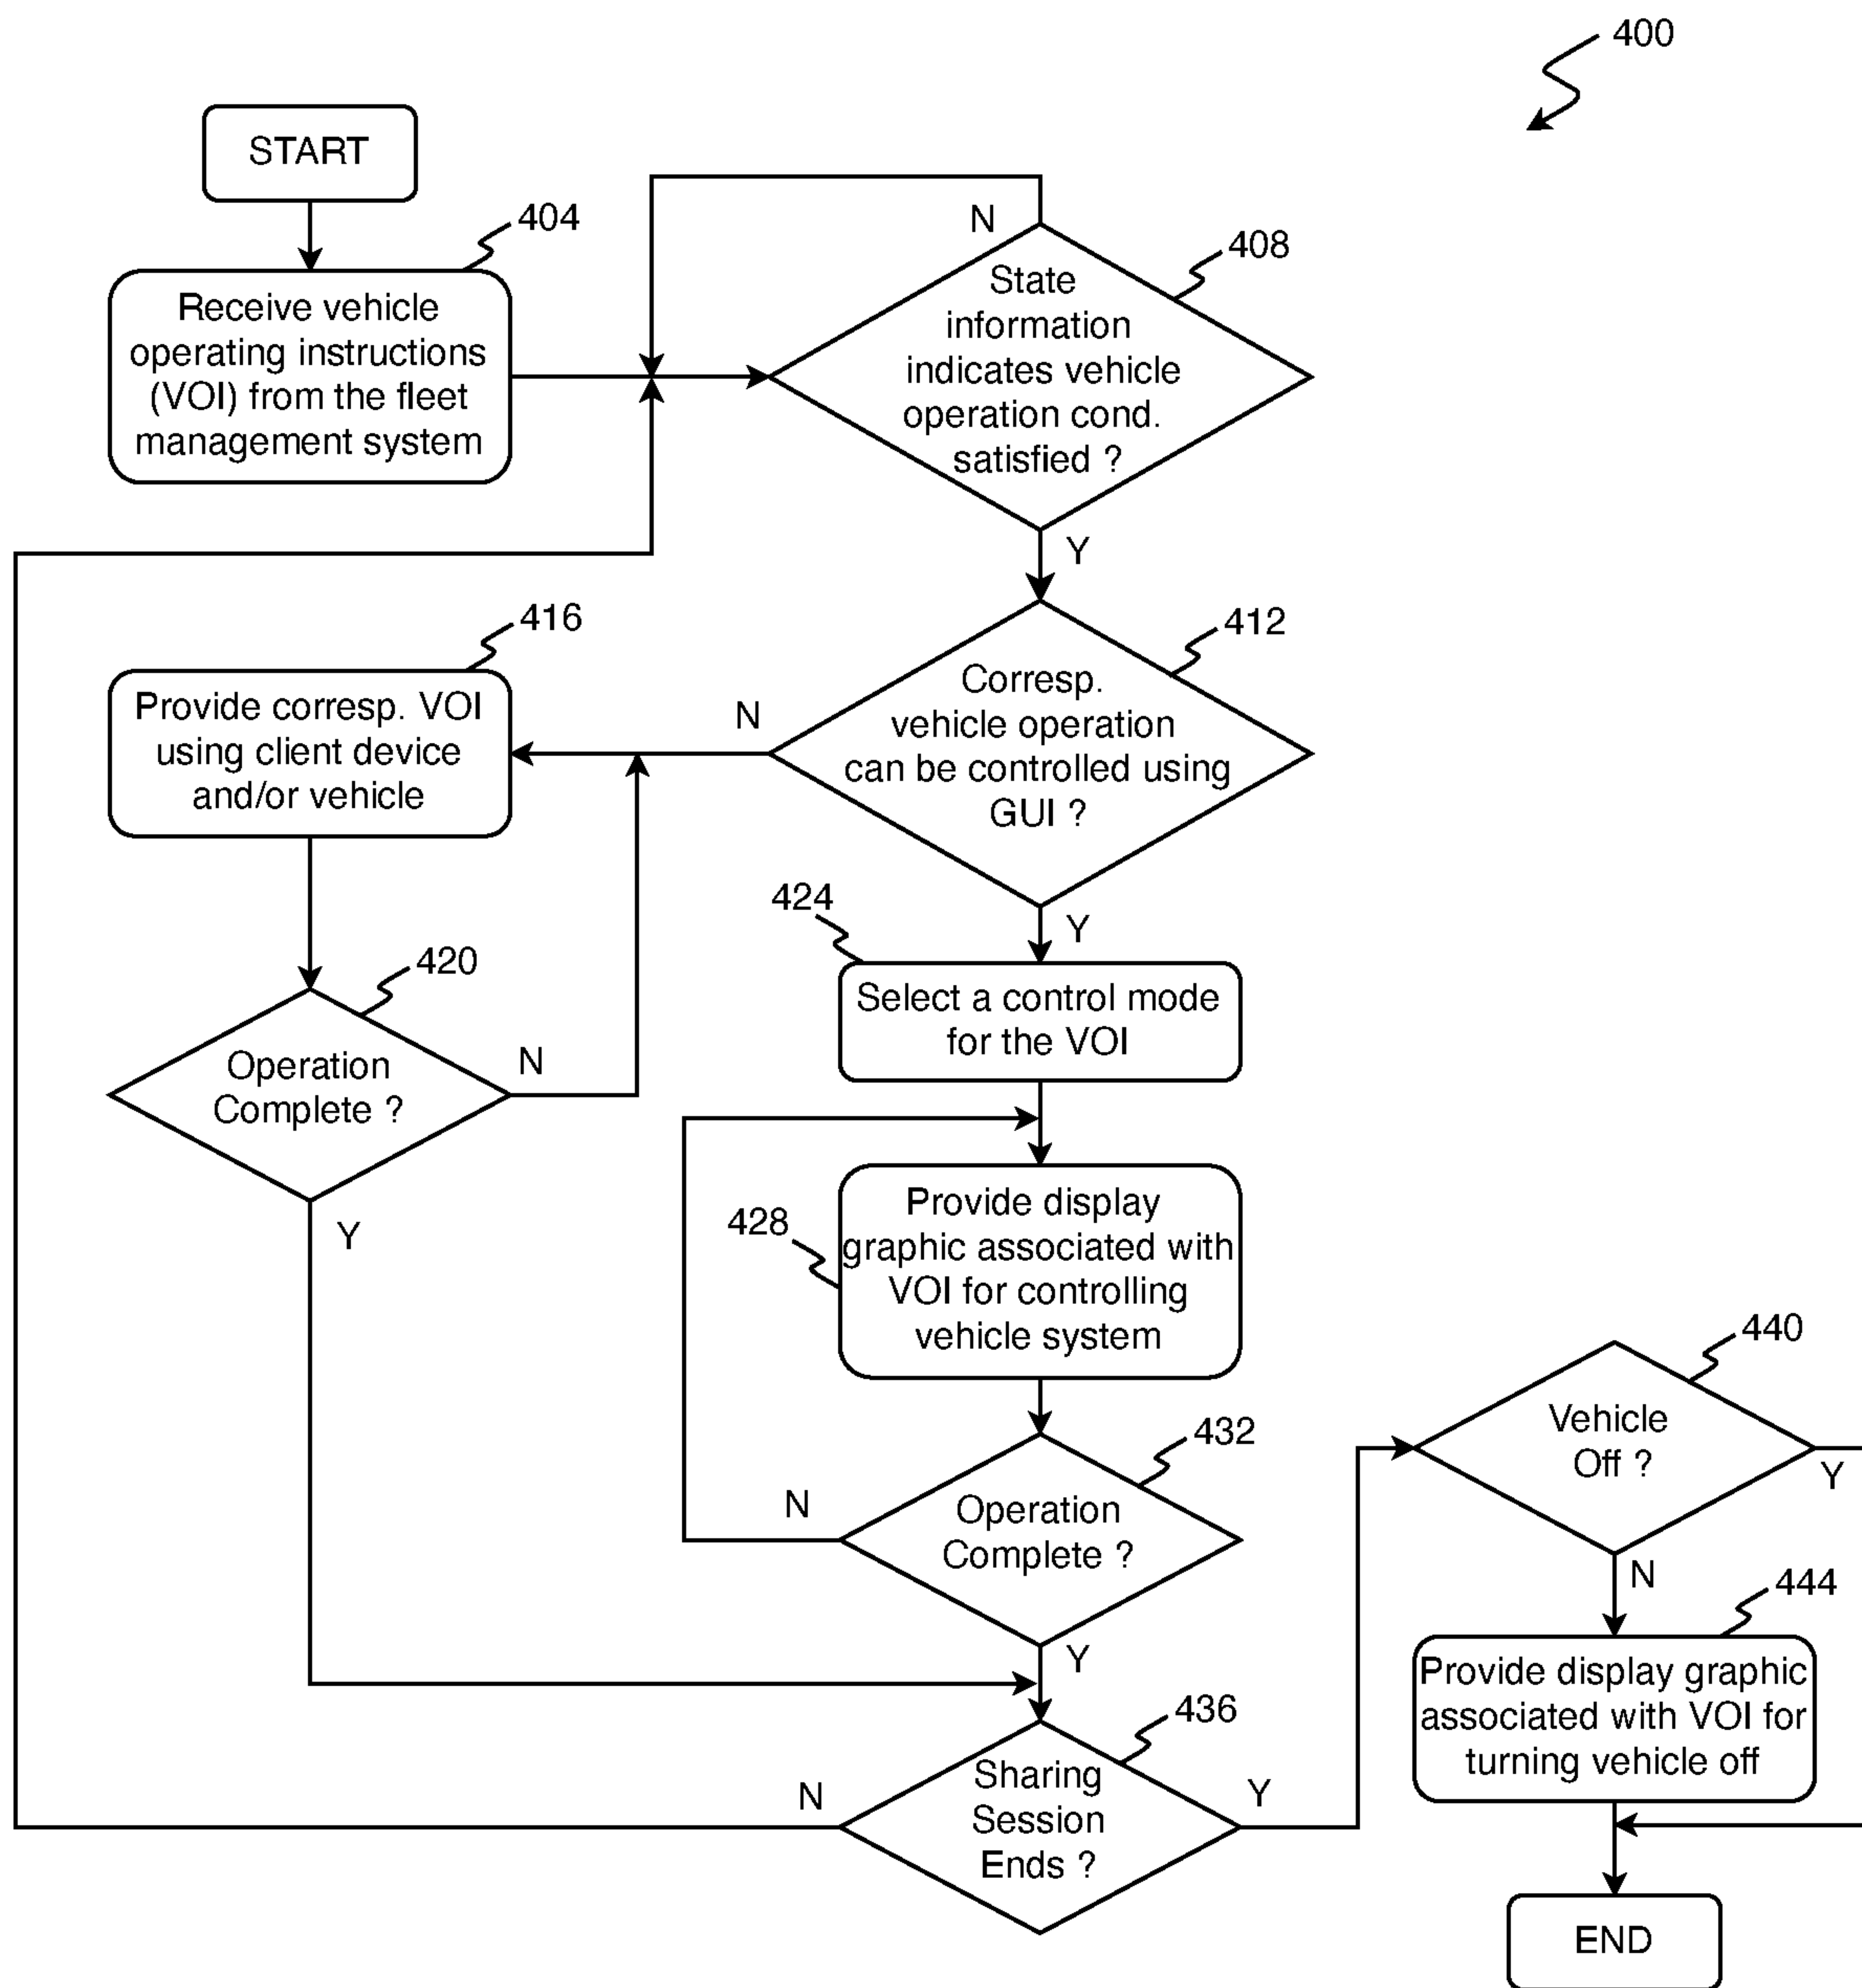 400
START
404
Receive vehicle
operating instructions
(VOI) from the fleet
management system
N
408
State
information
indicates vehicle
operation cond.
satisfied ?
Y
412
Corresp.
vehicle operation
can be controlled using
GUI ?
N
416
Provide corresp. VOI
using client device
and/or vehicle
420
Operation
Complete ?
N
Y
Y
424
Select a control mode
for the VOI
428
Provide display
graphic associated with
VOI for controlling
vehicle system
432
Operation
Complete ?
N
Y
436
Sharing
Session
Ends ?
N
Y
440
Vehicle
Off ?
Y
N
444
Provide display graphic
associated with VOI for
turning vehicle off
END